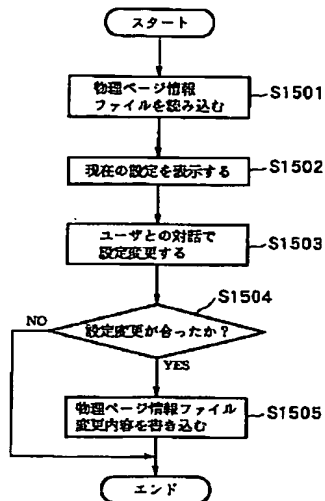 スタート
物理ページ情報
ファイルを読み込む
S1501
現在の設定を表示する
S1502
ユーザとの対話で
設定変更する
S1503
S1504
設定変更が合ったか？
NO
YES
物理ページ情報ファイル
変更内容を書き込む
S1505
エンド